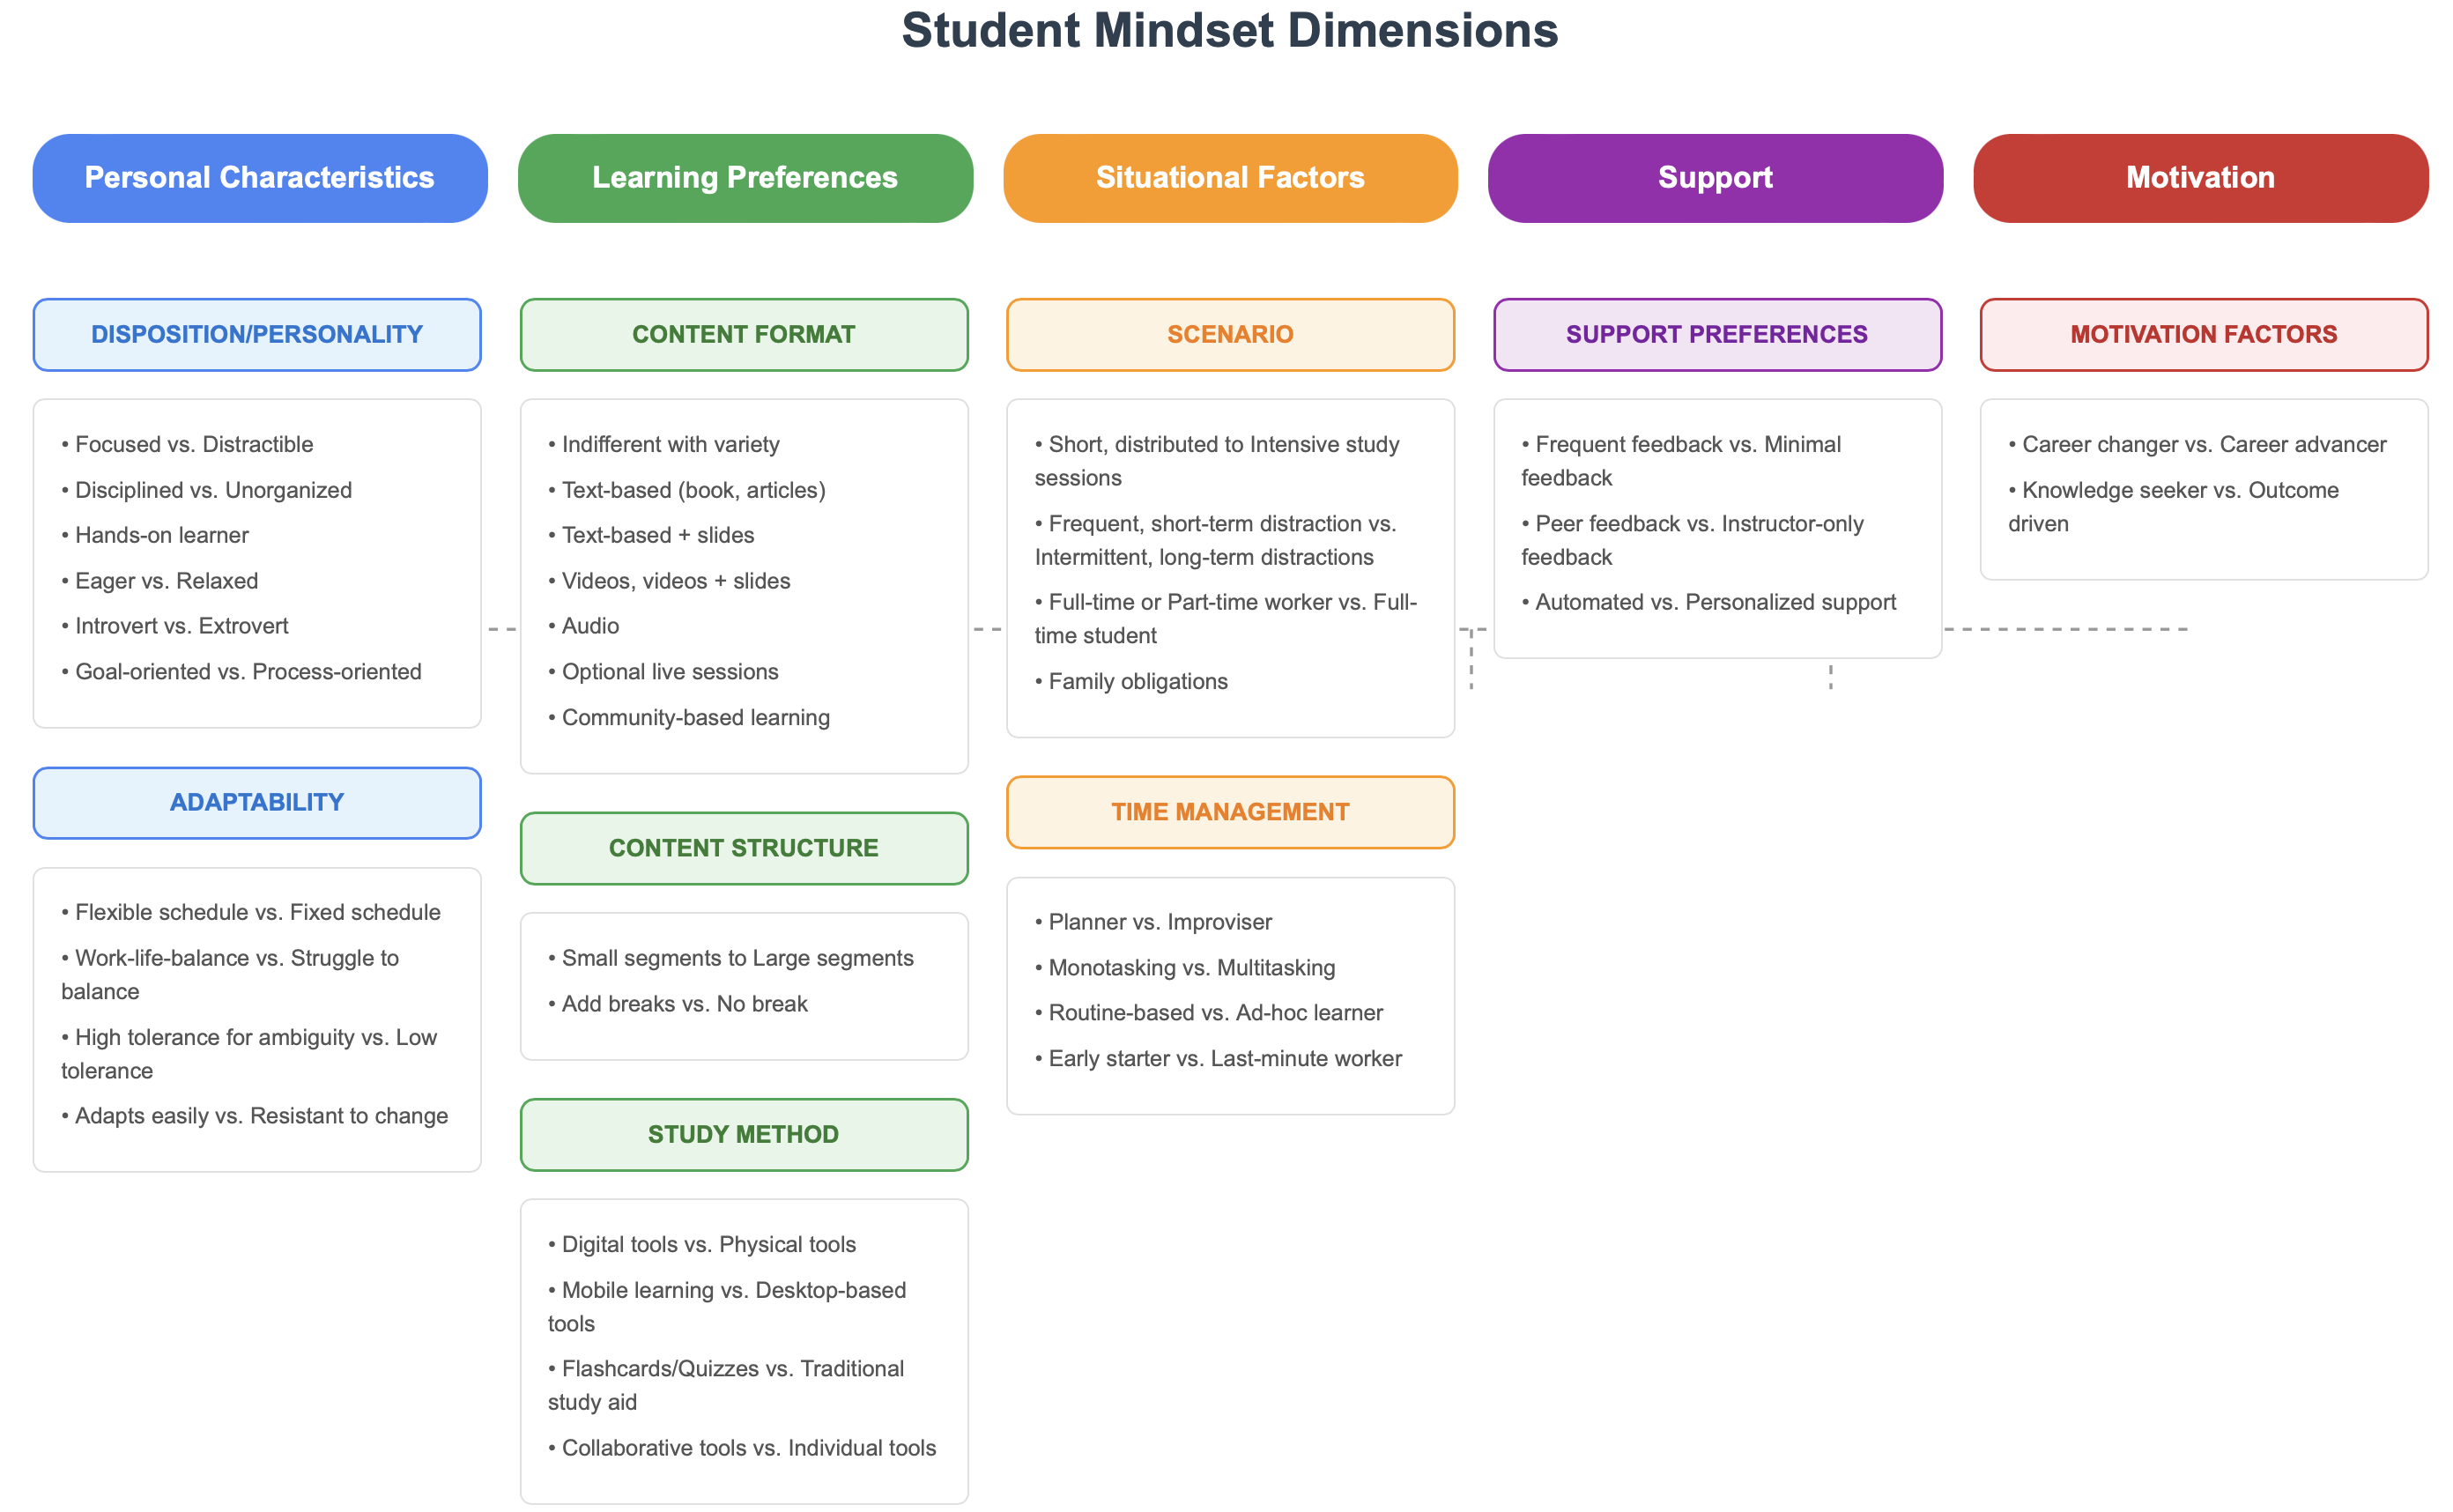 Student Mindset Dimensions
Personal Characteristics
Learning Preferences
Situational Factors
Support
Motivation
DISPOSITION/PERSONALITY
• Focused vs. Distractible
• Disciplined vs. Unorganized
• Hands-on learner
• Eager vs. Relaxed
• Introvert vs. Extrovert
• Goal-oriented vs. Process-oriented
ADAPTABILITY
• Flexible schedule vs. Fixed schedule
• Work-life-balance vs. Struggle to
balance
• High tolerance for ambiguity vs. Low
tolerance
• Adapts easily vs. Resistant to change
CONTENT FORMAT
• Indifferent with variety
• Text-based (book, articles)
• Text-based + slides
• Videos, videos + slides
• Audio
• Optional live sessions
• Community-based learning
CONTENT STRUCTURE
• Small segments to Large segments
• Add breaks vs. No break
STUDY METHOD
• Digital tools vs. Physical tools
• Mobile learning vs. Desktop-based
tools
• Flashcards/Quizzes vs. Traditional
study aid
• Collaborative tools vs. Individual tools
SCENARIO
• Short, distributed to Intensive study
sessions
• Frequent, short-term distraction vs.
Intermittent, long-term distractions
• Full-time or Part-time worker vs. Full-
time student
• Family obligations
TIME MANAGEMENT
• Planner vs. Improviser
• Monotasking vs. Multitasking
• Routine-based vs. Ad-hoc learner
• Early starter vs. Last-minute worker
SUPPORT PREFERENCES
• Frequent feedback vs. Minimal
feedback
• Peer feedback vs. Instructor-only
feedback
• Automated vs. Personalized support
MOTIVATION FACTORS
• Career changer vs. Career advancer
• Knowledge seeker vs. Outcome
driven